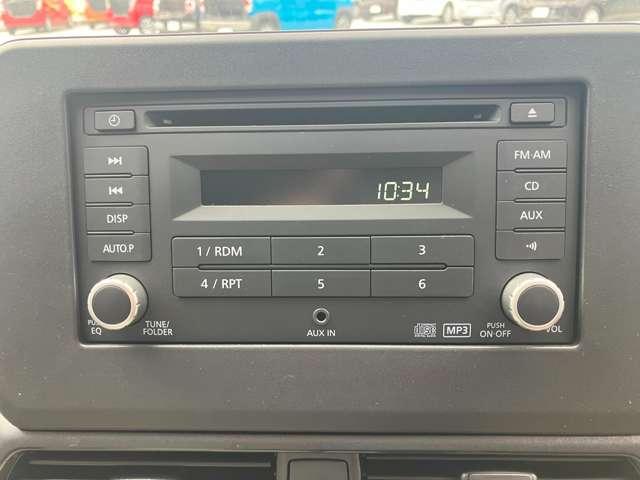 FM·AM
CD
10:34
DISP
AUX
AUTO.P
1 / RDM 2 3
4 / RPT 5 6
EQ
TUNE/
FOLDER
AUX IN
MP3
PUSH
ON·OFF
VOL